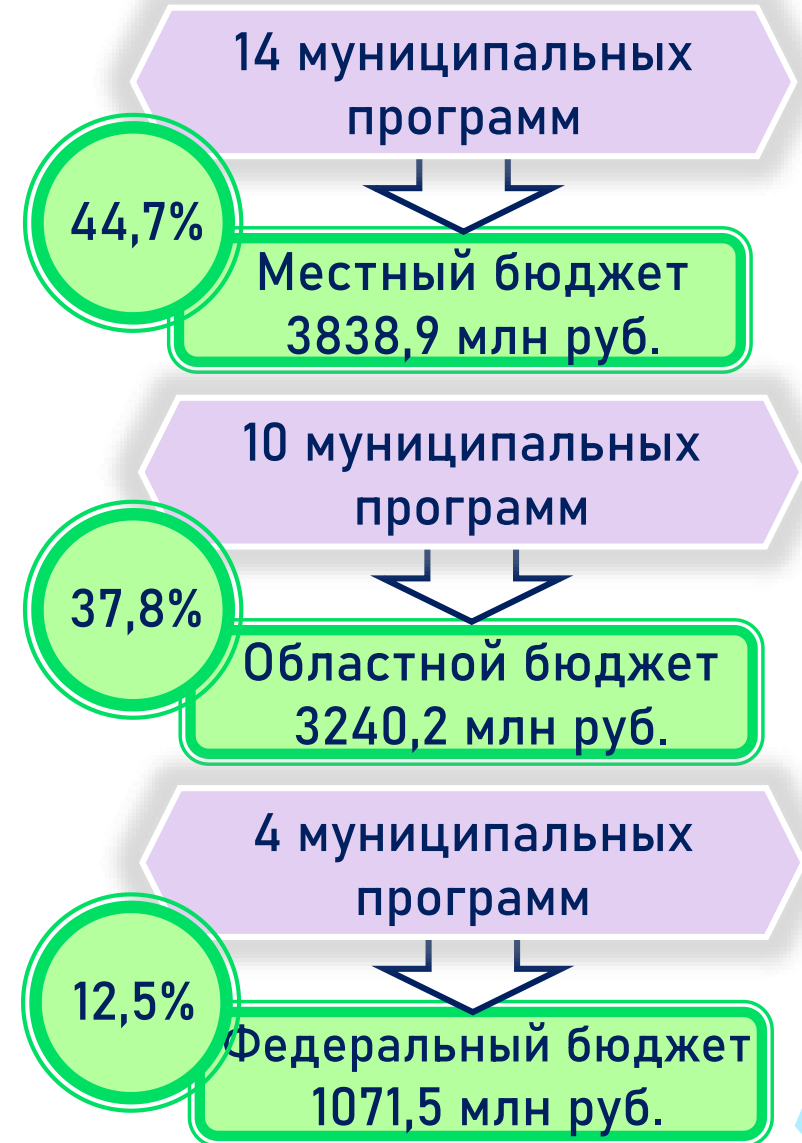 14 муниципальных
программ
44,7%
Местный бюджет
3838,9 млн руб.
10 муниципальных
программ
37,8%
Областной бюджет
3240,2 млн руб.
4 муниципальных
программ
12,5%
Федеральный бюджет
1071,5 млн руб.